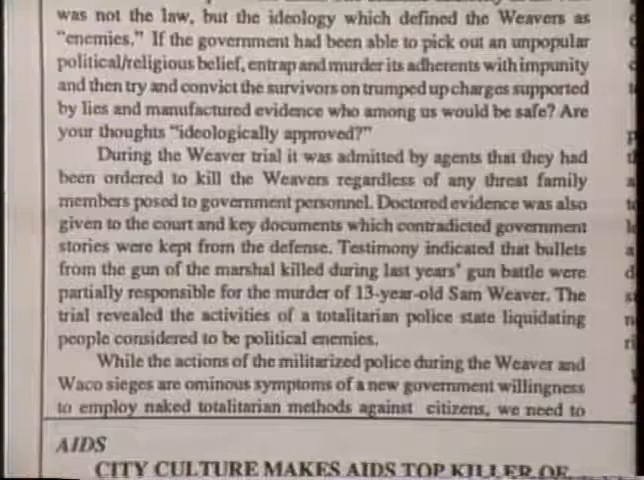 was not the law, but the ideology which defined the Weavers as
"enemies." If the government had been able to pick out an unpopular
political/religious belief, entrap and murder its adherents with impunity
and then try and convict the survivors on trumped up charges supported
by lies and manufactured evidence who among us would be safe? Are
your thoughts "ideologically approved?"
During the Weaver trial it was admitted by agents that they had
been ordered to kill the Weavers regardless of any threat family
members posed to government personnel. Doctored evidence was also
given to the court and key documents which contradicted government
stories were kept from the defense. Testimony indicated that bullets
from the gun of the marshal killed during last years' gun battle were
partially responsible for the murder of 13-year-old Sam Weaver. The
trial revealed the activities of a totalitarian police state liquidating
people considered to be political enemies.
While the actions of the militarized police during the Weaver and
Waco sieges are ominous symptoms of a new government willingness
to employ naked totalitarian methods against citizens, we need to
AIDS
CITY CULTURE MAKES AIDS TOP KILLER OF